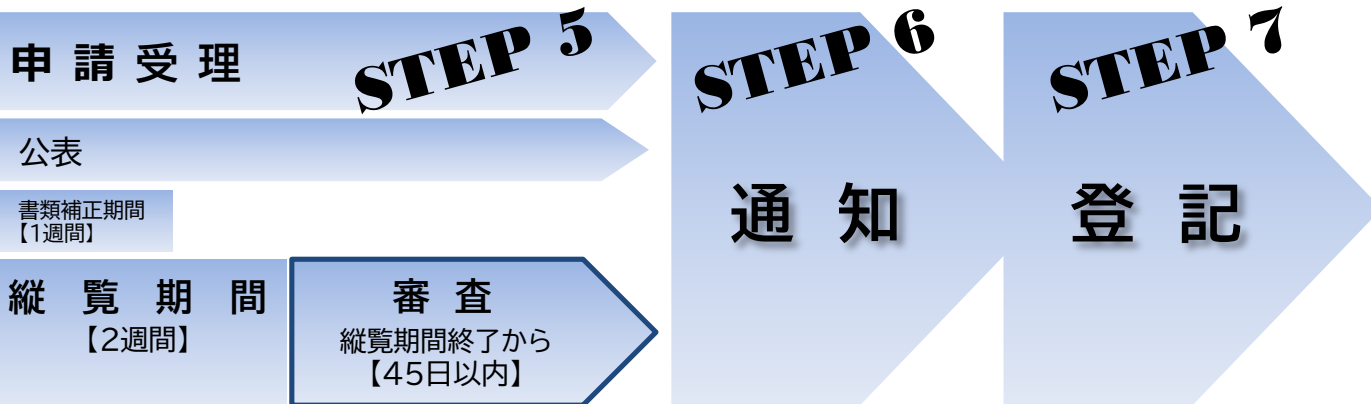 申請受理
STEP 5
公表
書類補正期間
【1週間】
縦覧期間
【2週間】
審査
縦覧期間終了から
【45日以内】
STEP 6
通知
STEP 7
登記